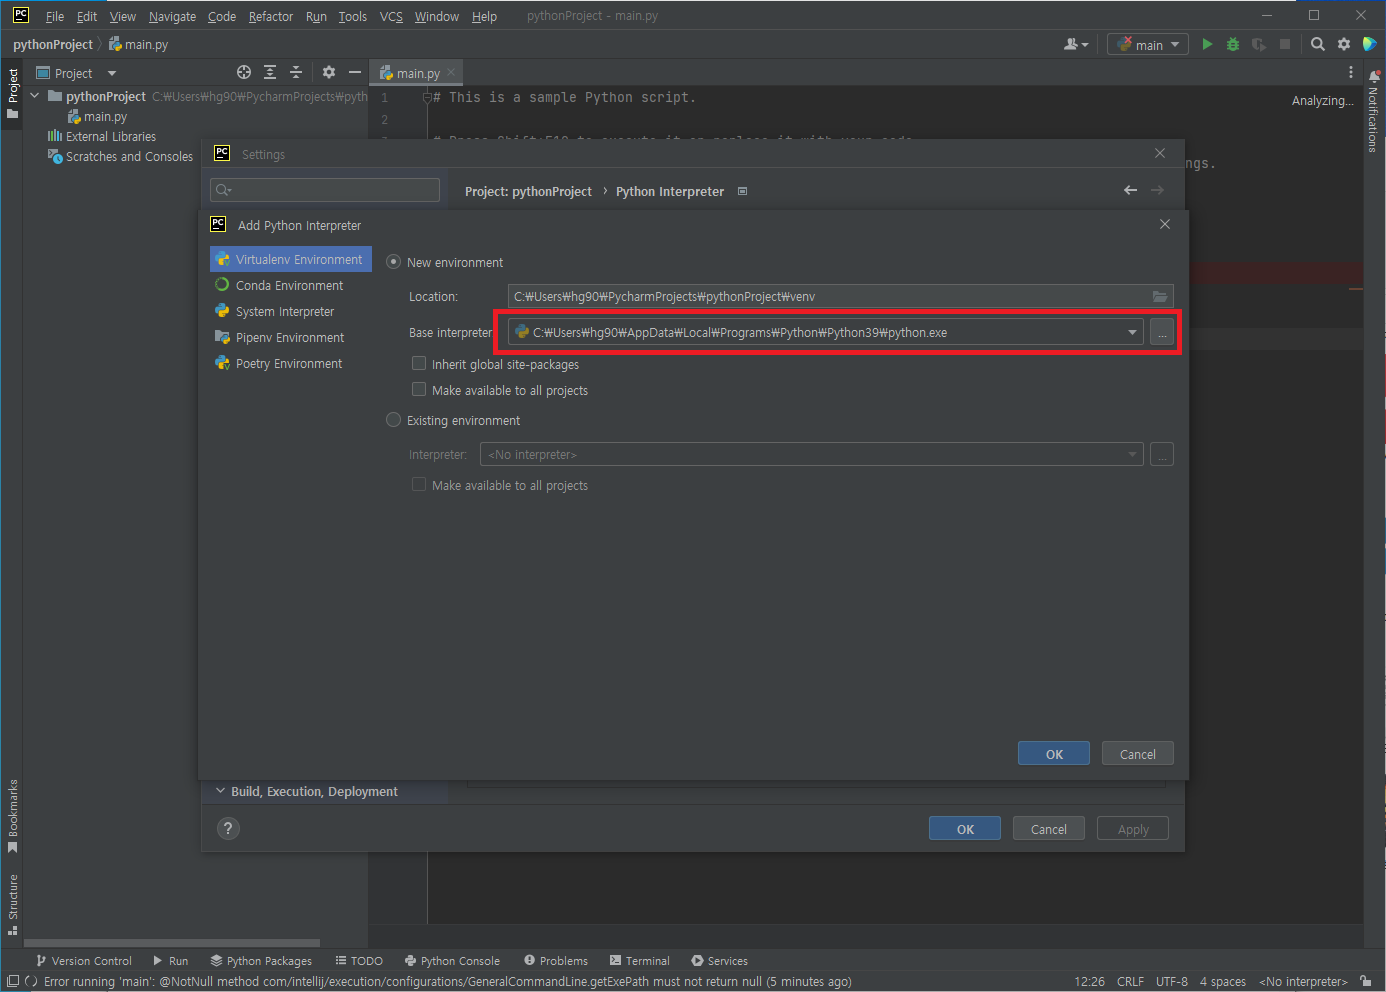 PC File Edit View Navigate Code Refactor Run Tools VCS Window Help pythonProject - main.py
pythonProject main.py main
Project main.py
pythonProject C:₩Users₩hg90₩PycharmProjects₩pyth
main.py
External Libraries
Scratches and Consoles
Project
Bookmarks
Structure
Notifications
1 # This is a sample Python script.
Analyzing...
2
ngs.
PC Settings
Project: pythonProject › Python Interpreter
PC Add Python Interpreter
Virtualenv Environment
Conda Environment
System Interpreter
Pipenv Environment
Poetry Environment
New environment
Location: C:₩Users₩hg90₩PycharmProjects₩pythonProject₩venv
Base interpreter C:₩Users₩hg90₩AppData₩Local₩Programs₩Python₩Python39₩python.exe ...
Inherit global site-packages
Make available to all projects
Existing environment
Interpreter: <No interpreter> ...
Make available to all projects
OK Cancel
Build, Execution, Deployment
? OK Cancel Apply
Version Control Run Python Packages TODO Python Console Problems Terminal Services
Error running 'main': @NotNull method com/intellij/execution/configurations/GeneralCommandLine.getExePath must not return null (5 minutes ago) 12:26 CRLF UTF-8 4 spaces <No interpreter>